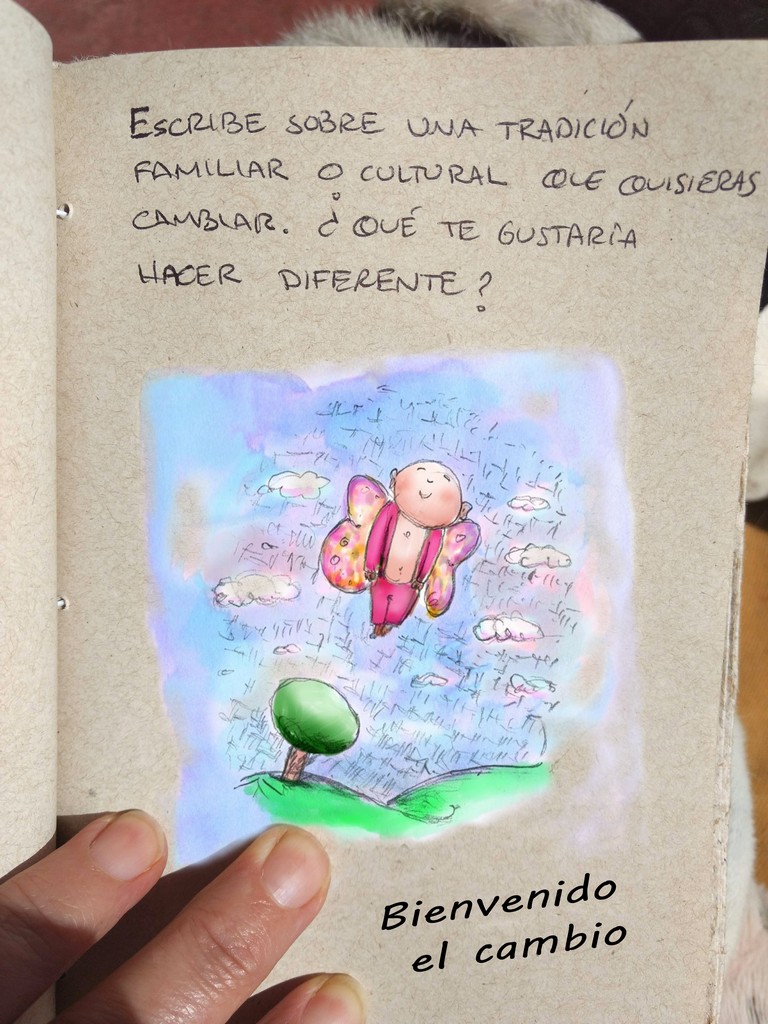 ESCRIBE SOBRE UNA TRADICIÓN
FAMILIAR O CULTURAL QUE QUISIERAS
CAMBIAR. ¿QUÉ TE GUSTARÍA
HACER DIFERENTE?
Bienvenido
el cambio